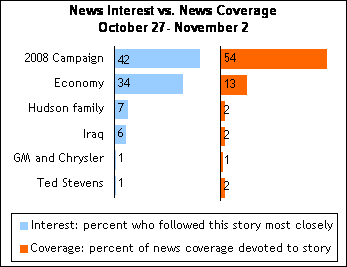 News Interest vs. News Coverage
October 27- November 2
2008 Campaign 42 54
Economy 34 13
Hudson family 7 2
Iraq 6 2
GM and Chrysler 1 1
Ted Stevens 1 2
Interest: percent who followed this story most closely
Coverage: percent of news coverage devoted to story